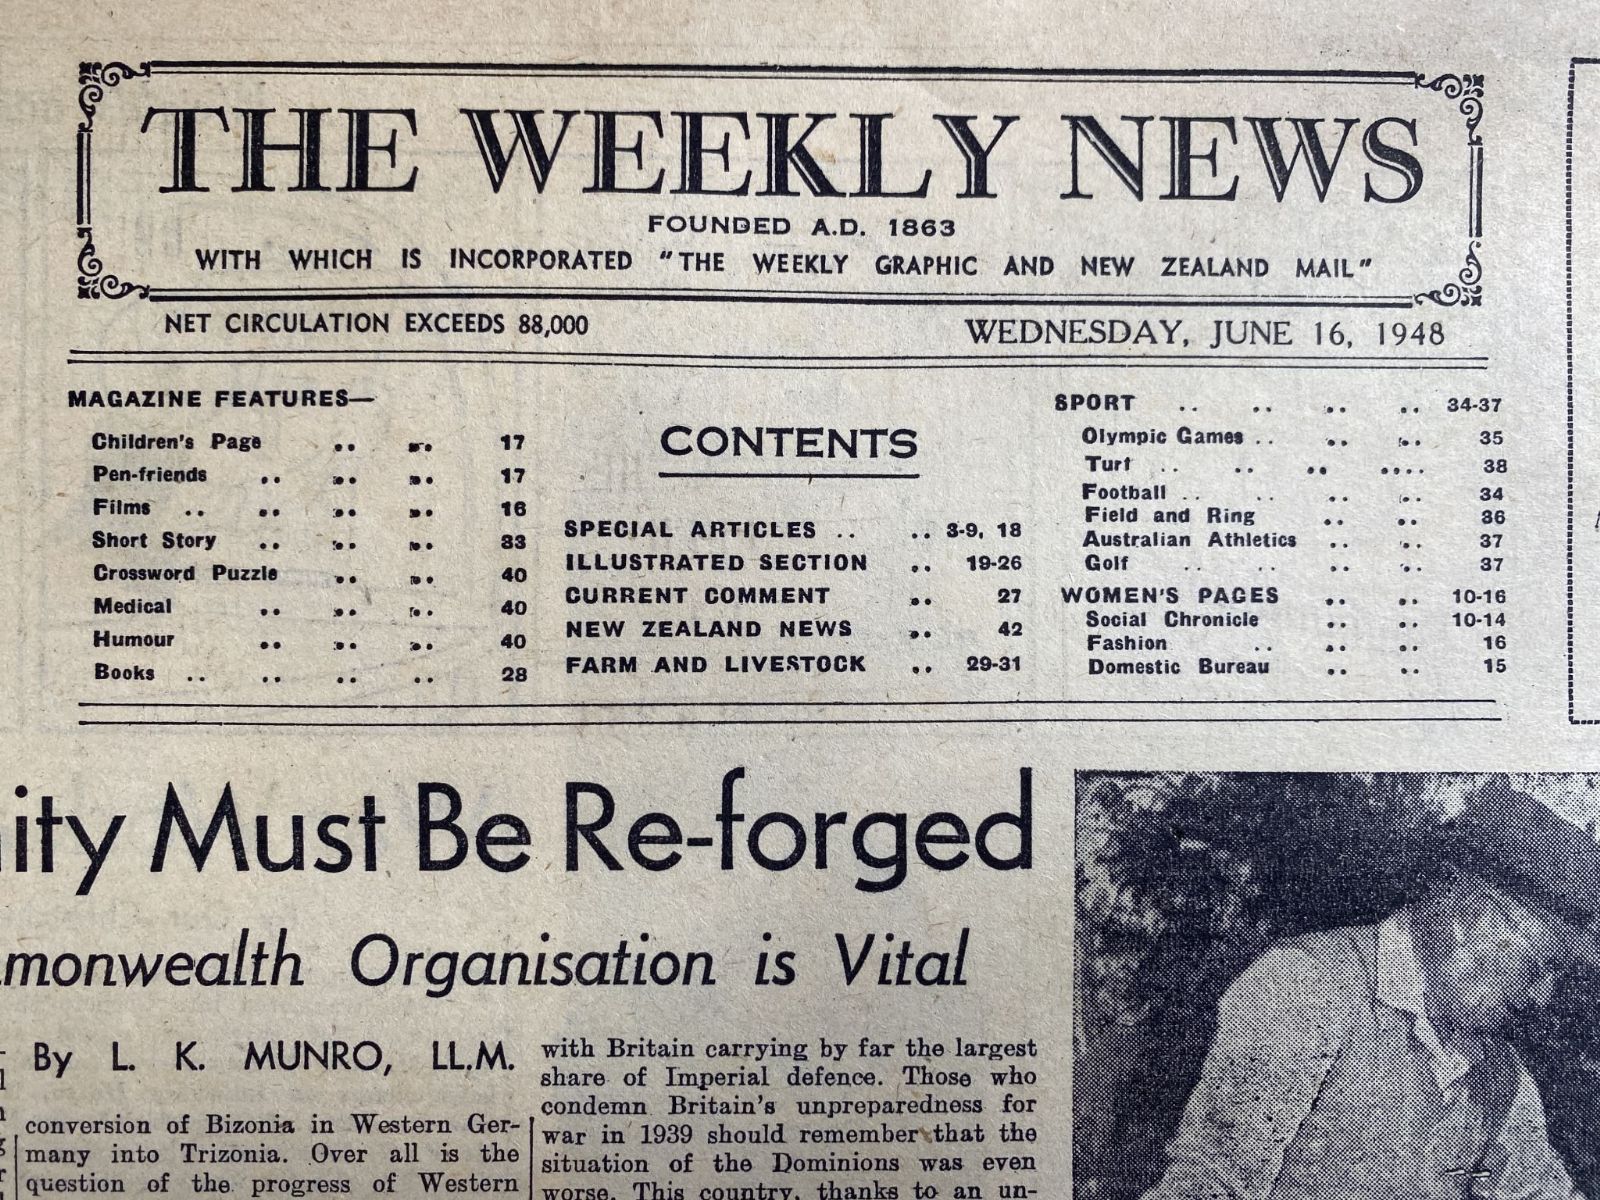 THE WEEKLY NEWS
FOUNDED A.D. 1863
WITH WHICH IS INCORPORATED "THE WEEKLY GRAPHIC AND NEW ZEALAND MAIL"
NET CIRCULATION EXCEEDS 88,000
WEDNESDAY, JUNE 16, 1948
MAGAZINE FEATURES—
Children's Page .. .. 17
Pen-friends .. .. .. 17
Films .. .. .. .. 16
Short Story .. .. .. 33
Crossword Puzzle .. .. 40
Medical .. .. .. 40
Humour .. .. .. 40
Books .. .. .. .. 28
CONTENTS
SPECIAL ARTICLES .. .. 3-9, 18
ILLUSTRATED SECTION .. 19-26
CURRENT COMMENT .. 27
NEW ZEALAND NEWS .. 42
FARM AND LIVESTOCK .. 29-31
SPORT .. .. .. .. 34-37
Olympic Games .. .. .. 35
Turf .. .. .. .... 38
Football .. .. .. .. 34
Field and Ring .. .. 36
Australian Athletics .. .. 37
Golf .. .. .. .. 37
WOMEN'S PAGES .. .. 10-16
Social Chronicle .. .. 10-14
Fashion .. .. .. 16
Domestic Bureau .. .. 15
ity Must Be Re-forged
monwealth Organisation is Vital
By L. K. MUNRO, LL.M.
conversion of Bizonia in Western Ger-
many into Trizonia. Over all is the
question of the progress of Western
with Britain carrying by far the largest
share of Imperial defence. Those who
condemn Britain's unpreparedness for
war in 1939 should remember that the
situation of the Dominions was even
worse. This country, thanks to an un-